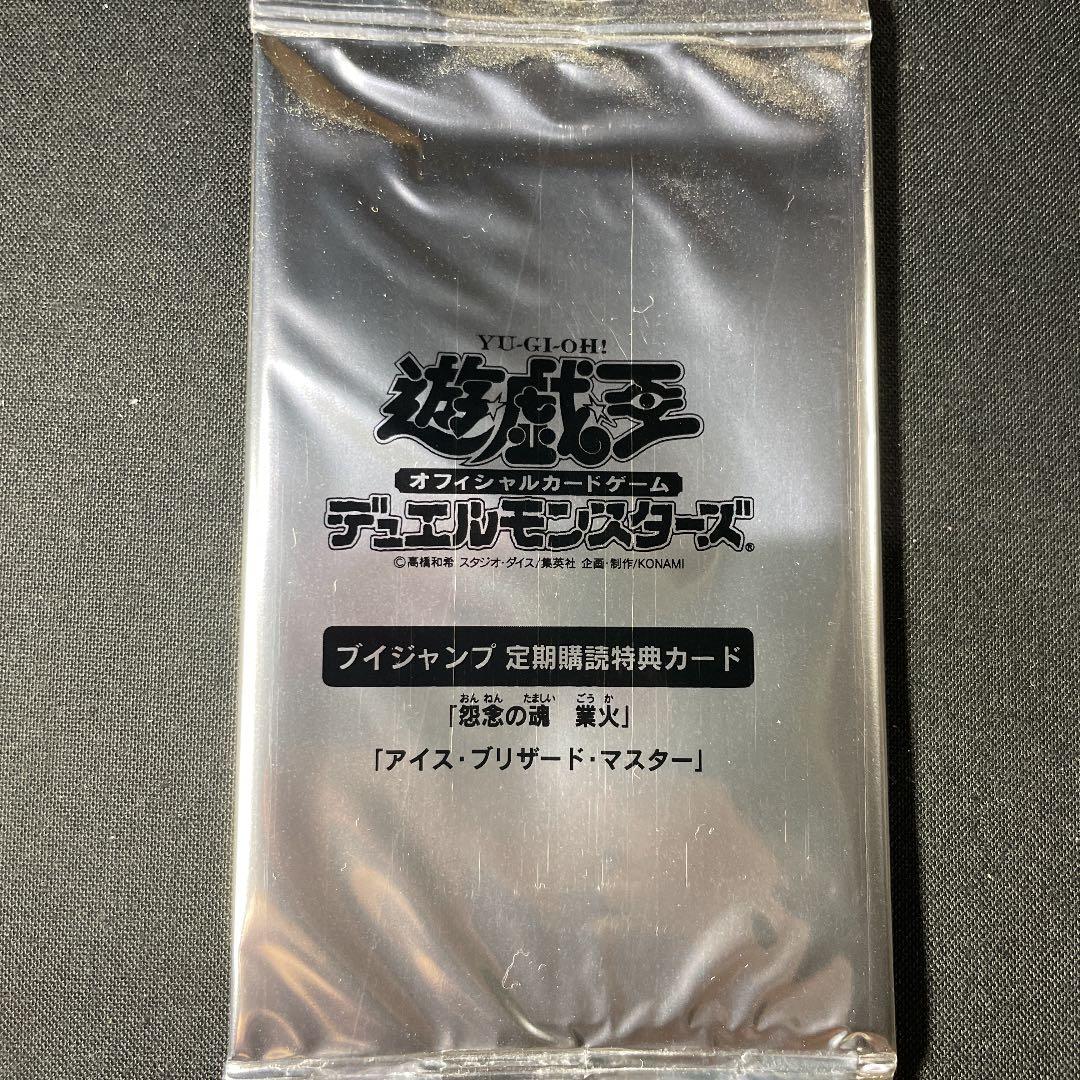 YU-GI-OH!
遊戯王
オフィシャルカードゲーム
デュエルモンスターズ®
©高橋和希 スタジオ・ダイス/集英社 企画・制作/KONAMI
ブイジャンプ 定期購読特典カード
おんねん たましい ごうか
「怨念の魂 業火」
「アイス・ブリザード・マスター」